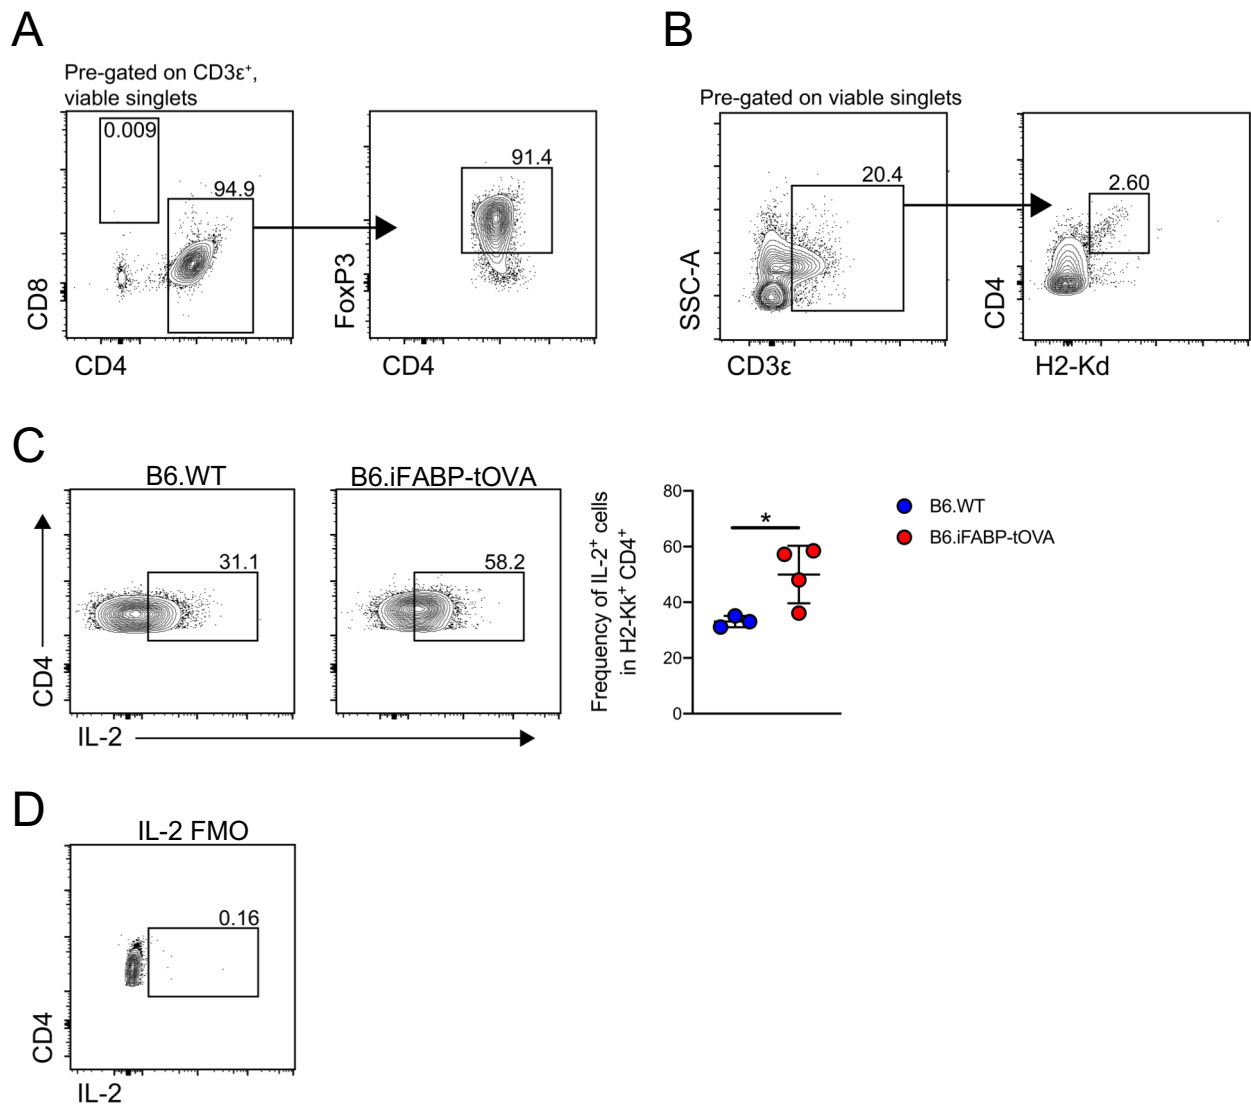 A
Pre-gated on CD3ε⁺,
viable singlets
0.009
94.9
CD8
CD4
91.4
FoxP3
CD4
B
Pre-gated on viable singlets
20.4
SSC-A
CD3ε
2.60
CD4
H2-Kd
C
B6.WT
31.1
CD4
IL-2
B6.iFABP-tOVA
58.2
Frequency of IL-2⁺ cells
in H2-Kk⁺ CD4⁺
80
60
40
20
0
*
B6.WT
B6.iFABP-tOVA
D
IL-2 FMO
0.16
CD4
IL-2